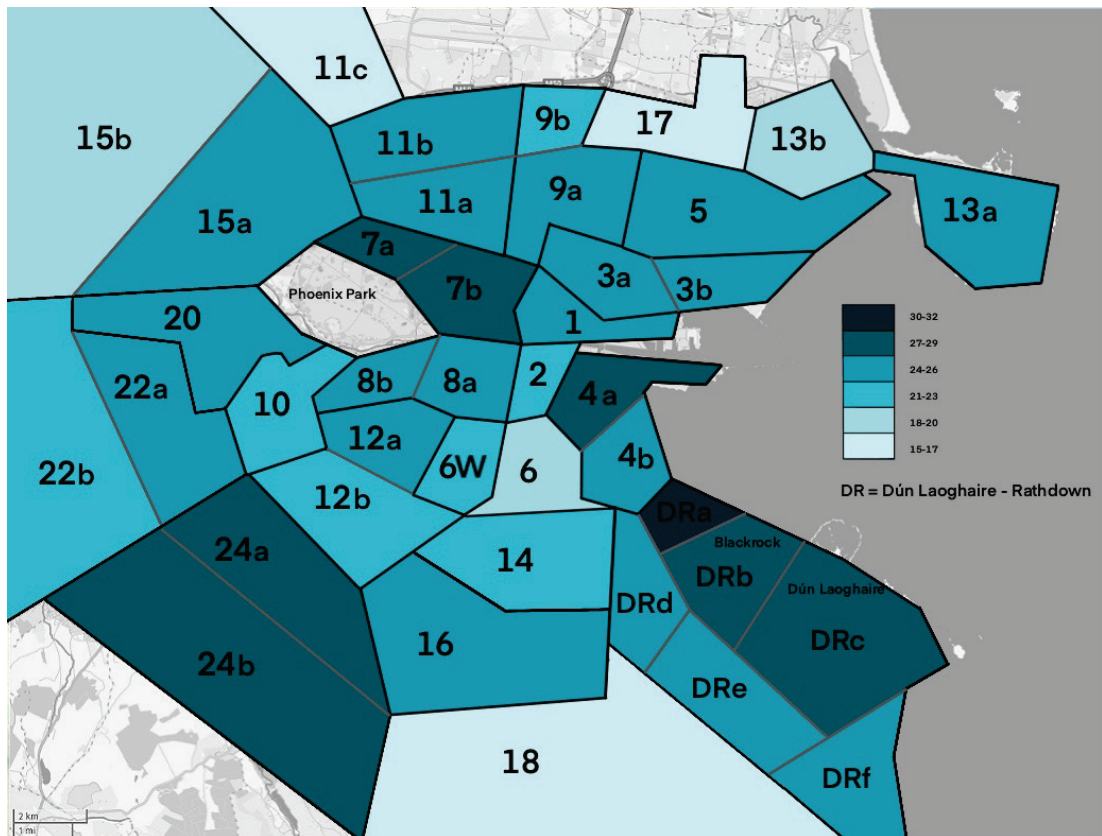 11c
15b
9b
17
11b
13b
15a
11a
9a
5
13a
7a
7b
3a
3b
Phoenix Park
20
1
30-32
27-29
24-26
21-23
18-20
15-17
22a
10
8b
8a
2
4a
12a
6W
6
4b
22b
12b
DR = Dún Laoghaire - Rathdown
DRa
24a
14
Blackrock
DRb
Dún Laoghaire
DRd
DRc
24b
16
DRe
18
DRf
2 km
1 mi